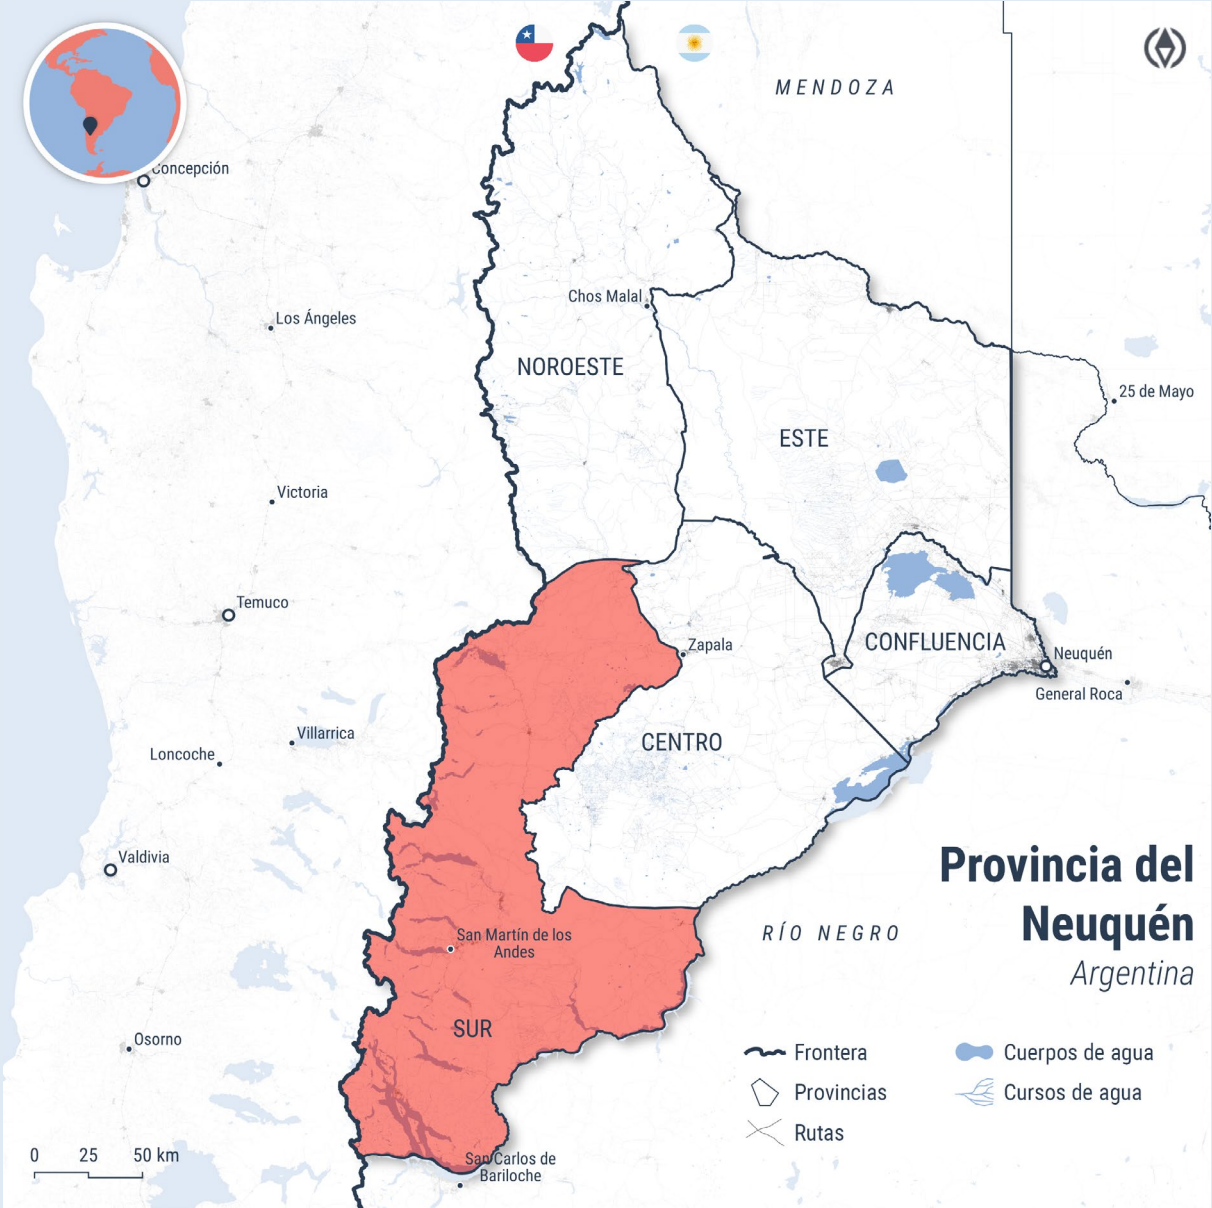 MENDOZA
Concepción
Chos Malal
Los Ángeles
NOROESTE
25 de Mayo
ESTE
Victoria
Temuco
CONFLUENCIA
Zapala
Neuquén
General Roca
Villarrica
CENTRO
Loncoche
Valdivia
Provincia del
Neuquén
Argentina
RÍO NEGRO
San Martín de los
Andes
SUR
Osorno
Frontera
Provincias
Rutas
Cuerpos de agua
Cursos de agua
0 25 50 km
San Carlos de
Bariloche